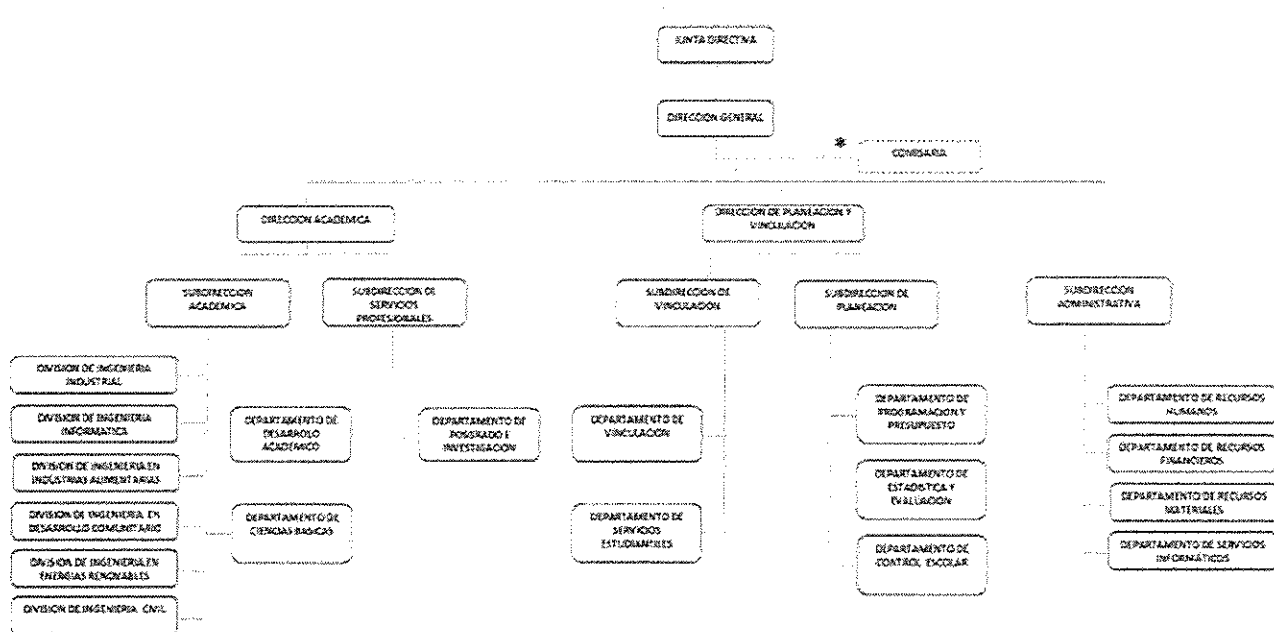 JUNTA DIRECTIVA
DIRECCION GENERAL
*
COMISARIA
DIRECCION ACADEMICA
DIRECCION DE PLANEACION Y
VINCULACION
SUBDIRECCION
ACADEMICA
SUBDIRECCION DE
SERVICIOS
PROFESIONALES
SUBDIRECCION DE
VINCULACION
SUBDIRECCION DE
PLANEACION
SUBDIRECCION
ADMINISTRATIVA
DIVISION DE INGENIERIA
INDUSTRIAL
DIVISION DE INGENIERIA
INFORMATICA
DIVISION DE INGENIERIA EN
INDUSTRIAS ALIMENTARIAS
DIVISION DE INGENIERIA EN
DESARROLLO COMUNITARIO
DIVISION DE INGENIERIA EN
ENERGIAS RENOVABLES
DIVISION DE INGENIERIA CIVIL
DEPARTAMENTO DE
DESARROLO
ACADEMICO
DEPARTAMENTO DE
CIENCIAS BASICAS
DEPARTAMENTO DE
POSGRADO E
INVESTIGACION
DEPARTAMENTO DE
VINCULACION
DEPARTAMENTO DE
SERVICIOS
ESTUDIANTILES
DEPARTAMENTO DE
PROGRAMACION Y
PRESUPUESTO
DEPARTAMENTO DE
ESTADISTICA Y
EVALUACION
DEPARTAMENTO DE
CONTROL ESCOLAR
DEPARTAMENTO DE RECURSOS
HUMANOS
DEPARTAMENTO DE RECURSOS
FINANCIEROS
DEPARTAMENTO DE RECURSOS
MATERIALES
DEPARTAMENTO DE SERVICIOS
INFORMÁTICOS